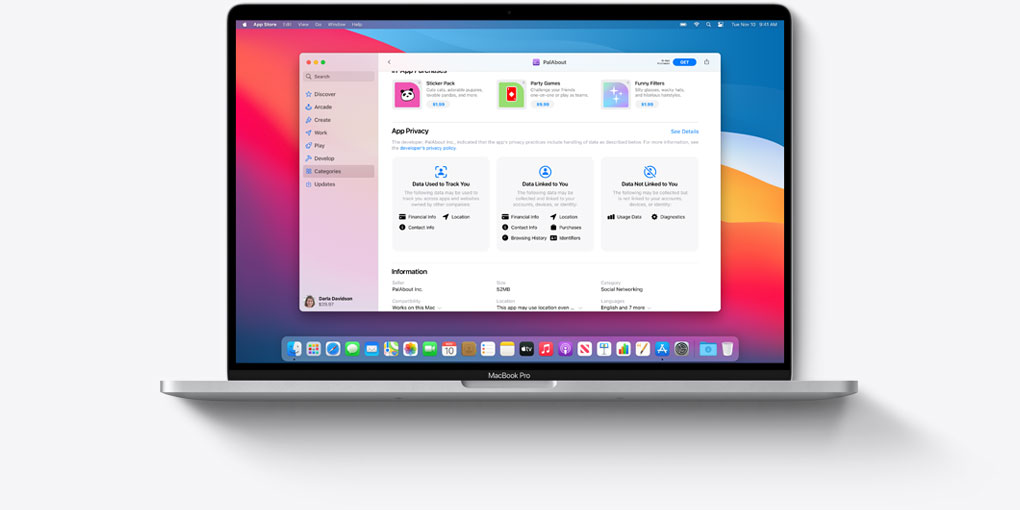 App Store Edit View Go Window Help
Tue Nov 10 9:41 AM
PalAbout
GET
Search
Discover
Arcade
Create
Work
Play
Develop
Categories
Updates
Darla Davidson
In-App Purchases
Sticker Pack
Cute cats, adorable puppies,
lovable pandas, and more.
$1.99
Party Games
Challenge your friends
one-on-one or play as teams.
Funny Filters
Silly glasses, wacky hats,
and hilarious hairstyles.
$1.99
App Privacy
See Details
The developer, PalAbout Inc., indicated that the app's privacy practices include handling of data as described below. For more information, see
the developer's privacy policy.
Data Used to Track You
The following data may be used to
track you across apps and websites
owned by other companies:
Financial Info
Location
Contact Info
Data Linked to You
The following data may be
collected and linked to your
accounts, devices, or identity:
Financial Info
Location
Contact Info
Purchases
Browsing History
Identifiers
Data Not Linked to You
The following data may be collected but
is not linked to your accounts,
devices, or identity:
Usage Data
Diagnostics
Information
Seller
PalAbout Inc.
Size
52MB
Category
Social Networking
Compatibility
Works on this Mac
Location
This app may use location even ...
Languages
English and 7 more
NOV
10
tv
MacBook Pro